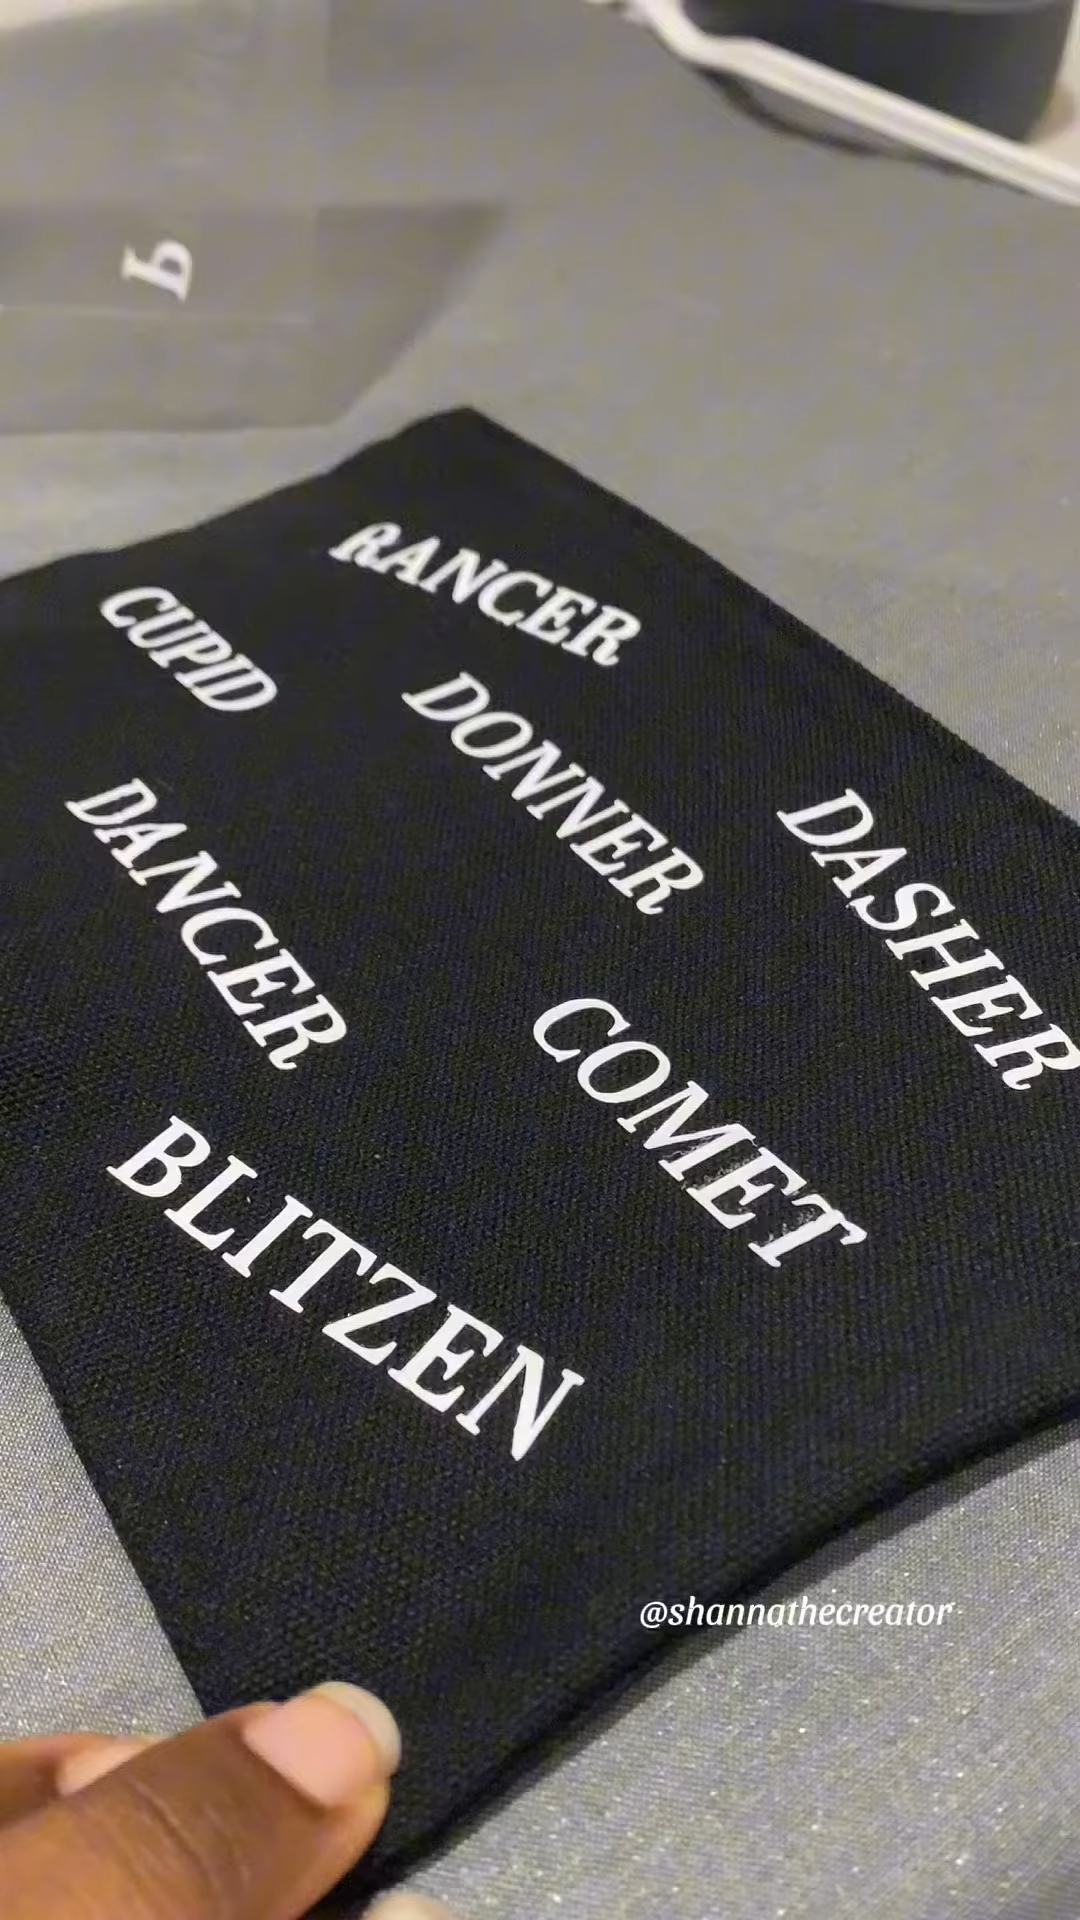 RANCER
CUPID
DONNER
DASHER
DANCER
COMET
BLITZEN
@shannathecreator